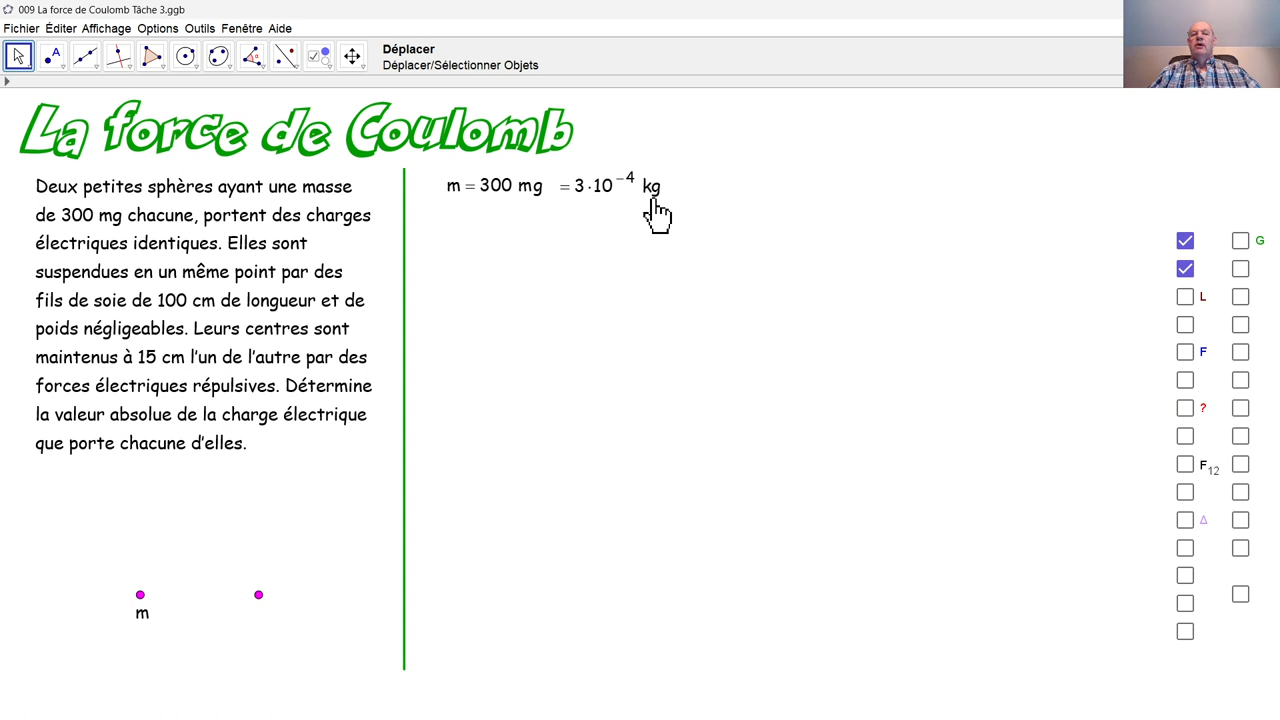 009 La force de Coulomb Tâche 3.ggb
Fichier Éditer Affichage Options Outils Fenêtre Aide
A
Déplacer
Déplacer/Sélectionner Objets
La force de Coulomb
Deux petites sphères ayant une masse
de 300 mg chacune, portent des charges
électriques identiques. Elles sont
suspendues en un même point par des
fils de soie de 100 cm de longueur et de
poids négligeables. Leurs centres sont
maintenus à 15 cm l’un de l’autre par des
forces électriques répulsives. Détermine
la valeur absolue de la charge électrique
que porte chacune d’elles.
m = 300 mg = 3·10⁻⁴ kg
m
G
L
F
?
F₁₂
Δ